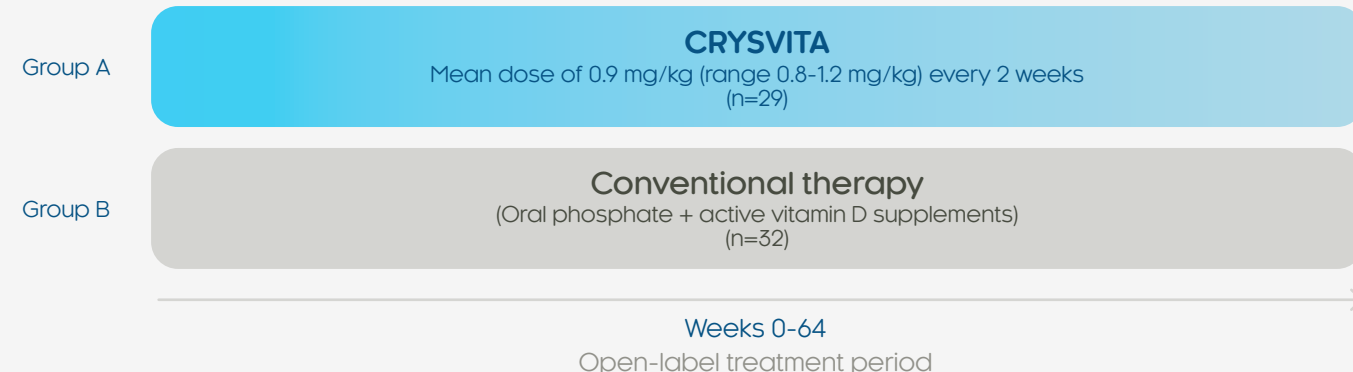 Group A
CRYSVITA
Mean dose of 0.9 mg/kg (range 0.8-1.2 mg/kg) every 2 weeks
(n=29)
Group B
Conventional therapy
(Oral phosphate + active vitamin D supplements)
(n=32)
Weeks 0-64
Open-label treatment period